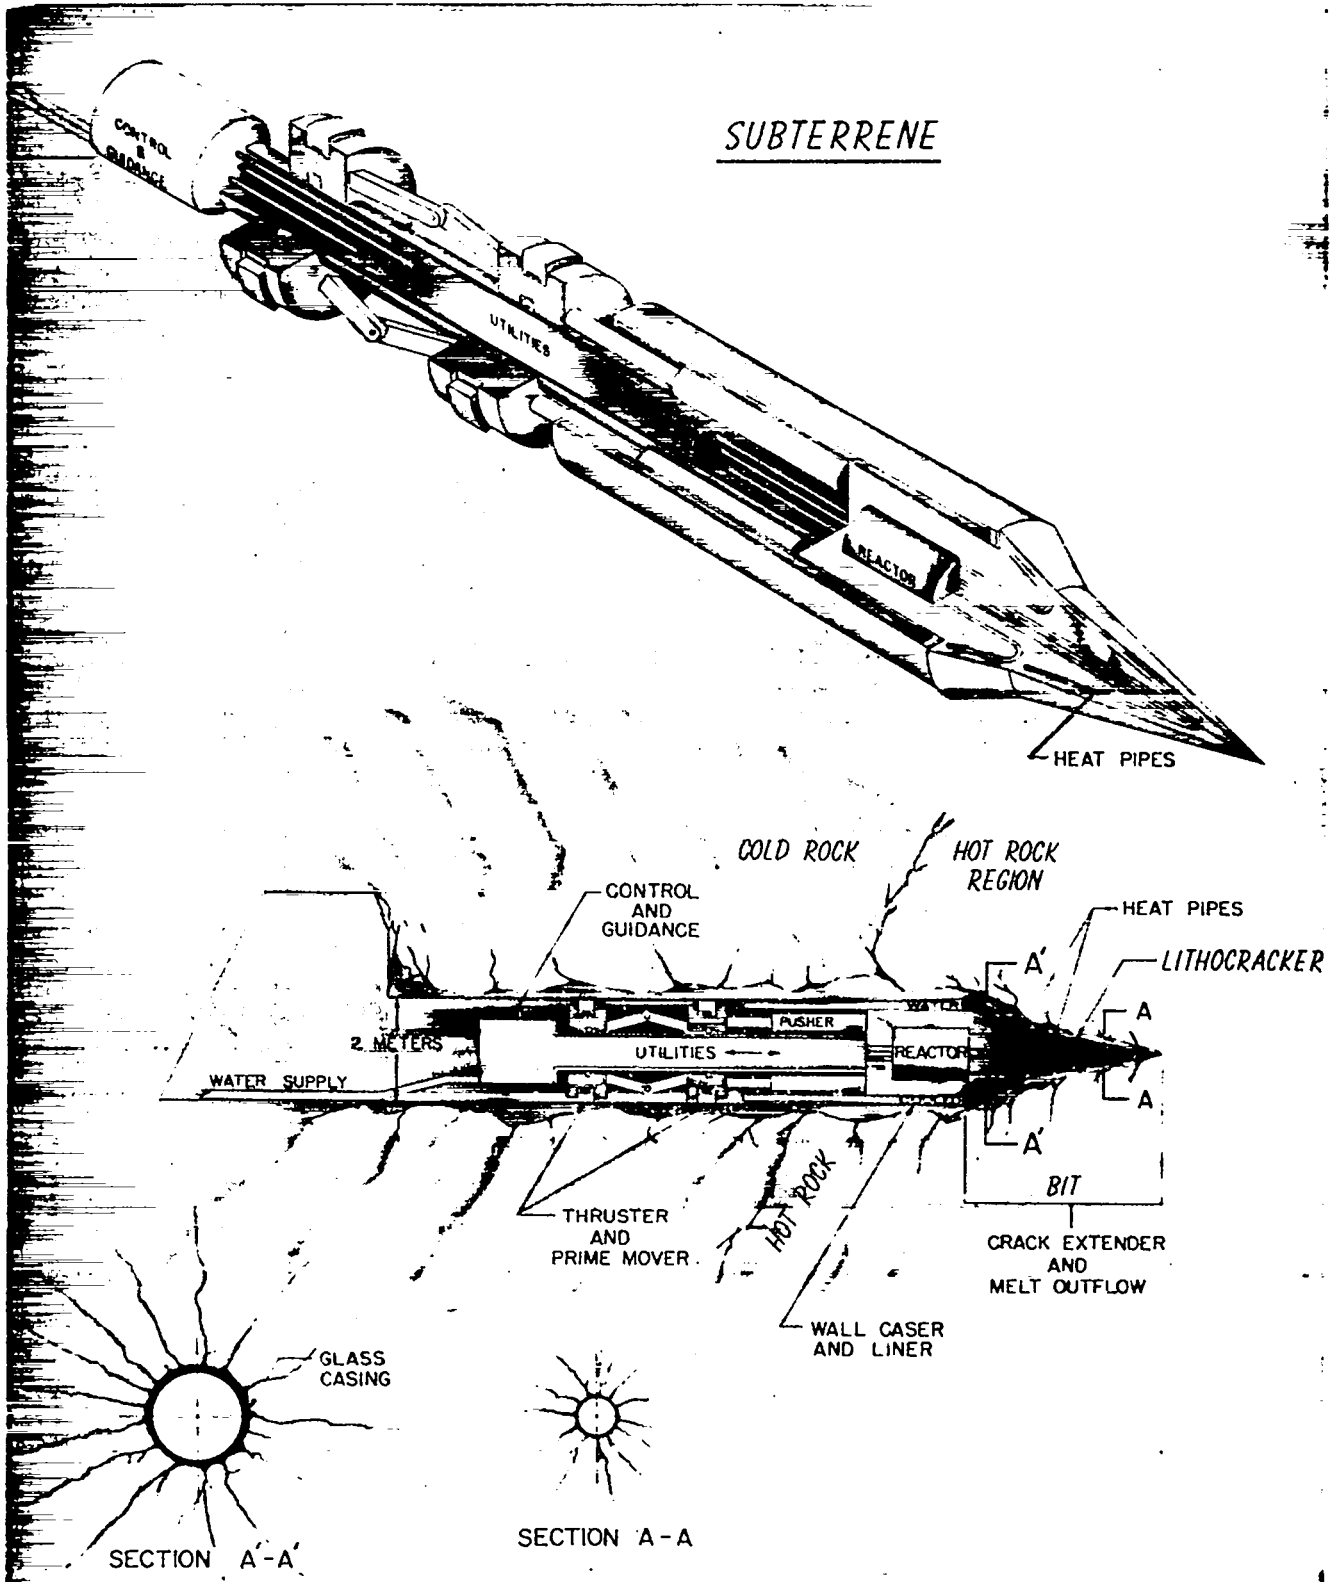 SUBTERRENE
CONTROL
&
GUIDANCE
UTILITIES
REACTOR
HEAT PIPES
COLD ROCK
HOT ROCK
REGION
CONTROL
AND
GUIDANCE
HEAT PIPES
A'
LITHOCRACKER
WATER
A
PUSHER
2 METERS
UTILITIES
REACTOR
WATER SUPPLY
A
A'
HOT ROCK
BIT
THRUSTER
AND
PRIME MOVER
CRACK EXTENDER
AND
MELT OUTFLOW
WALL CASER
AND LINER
GLASS
CASING
SECTION A'-A'
SECTION A-A